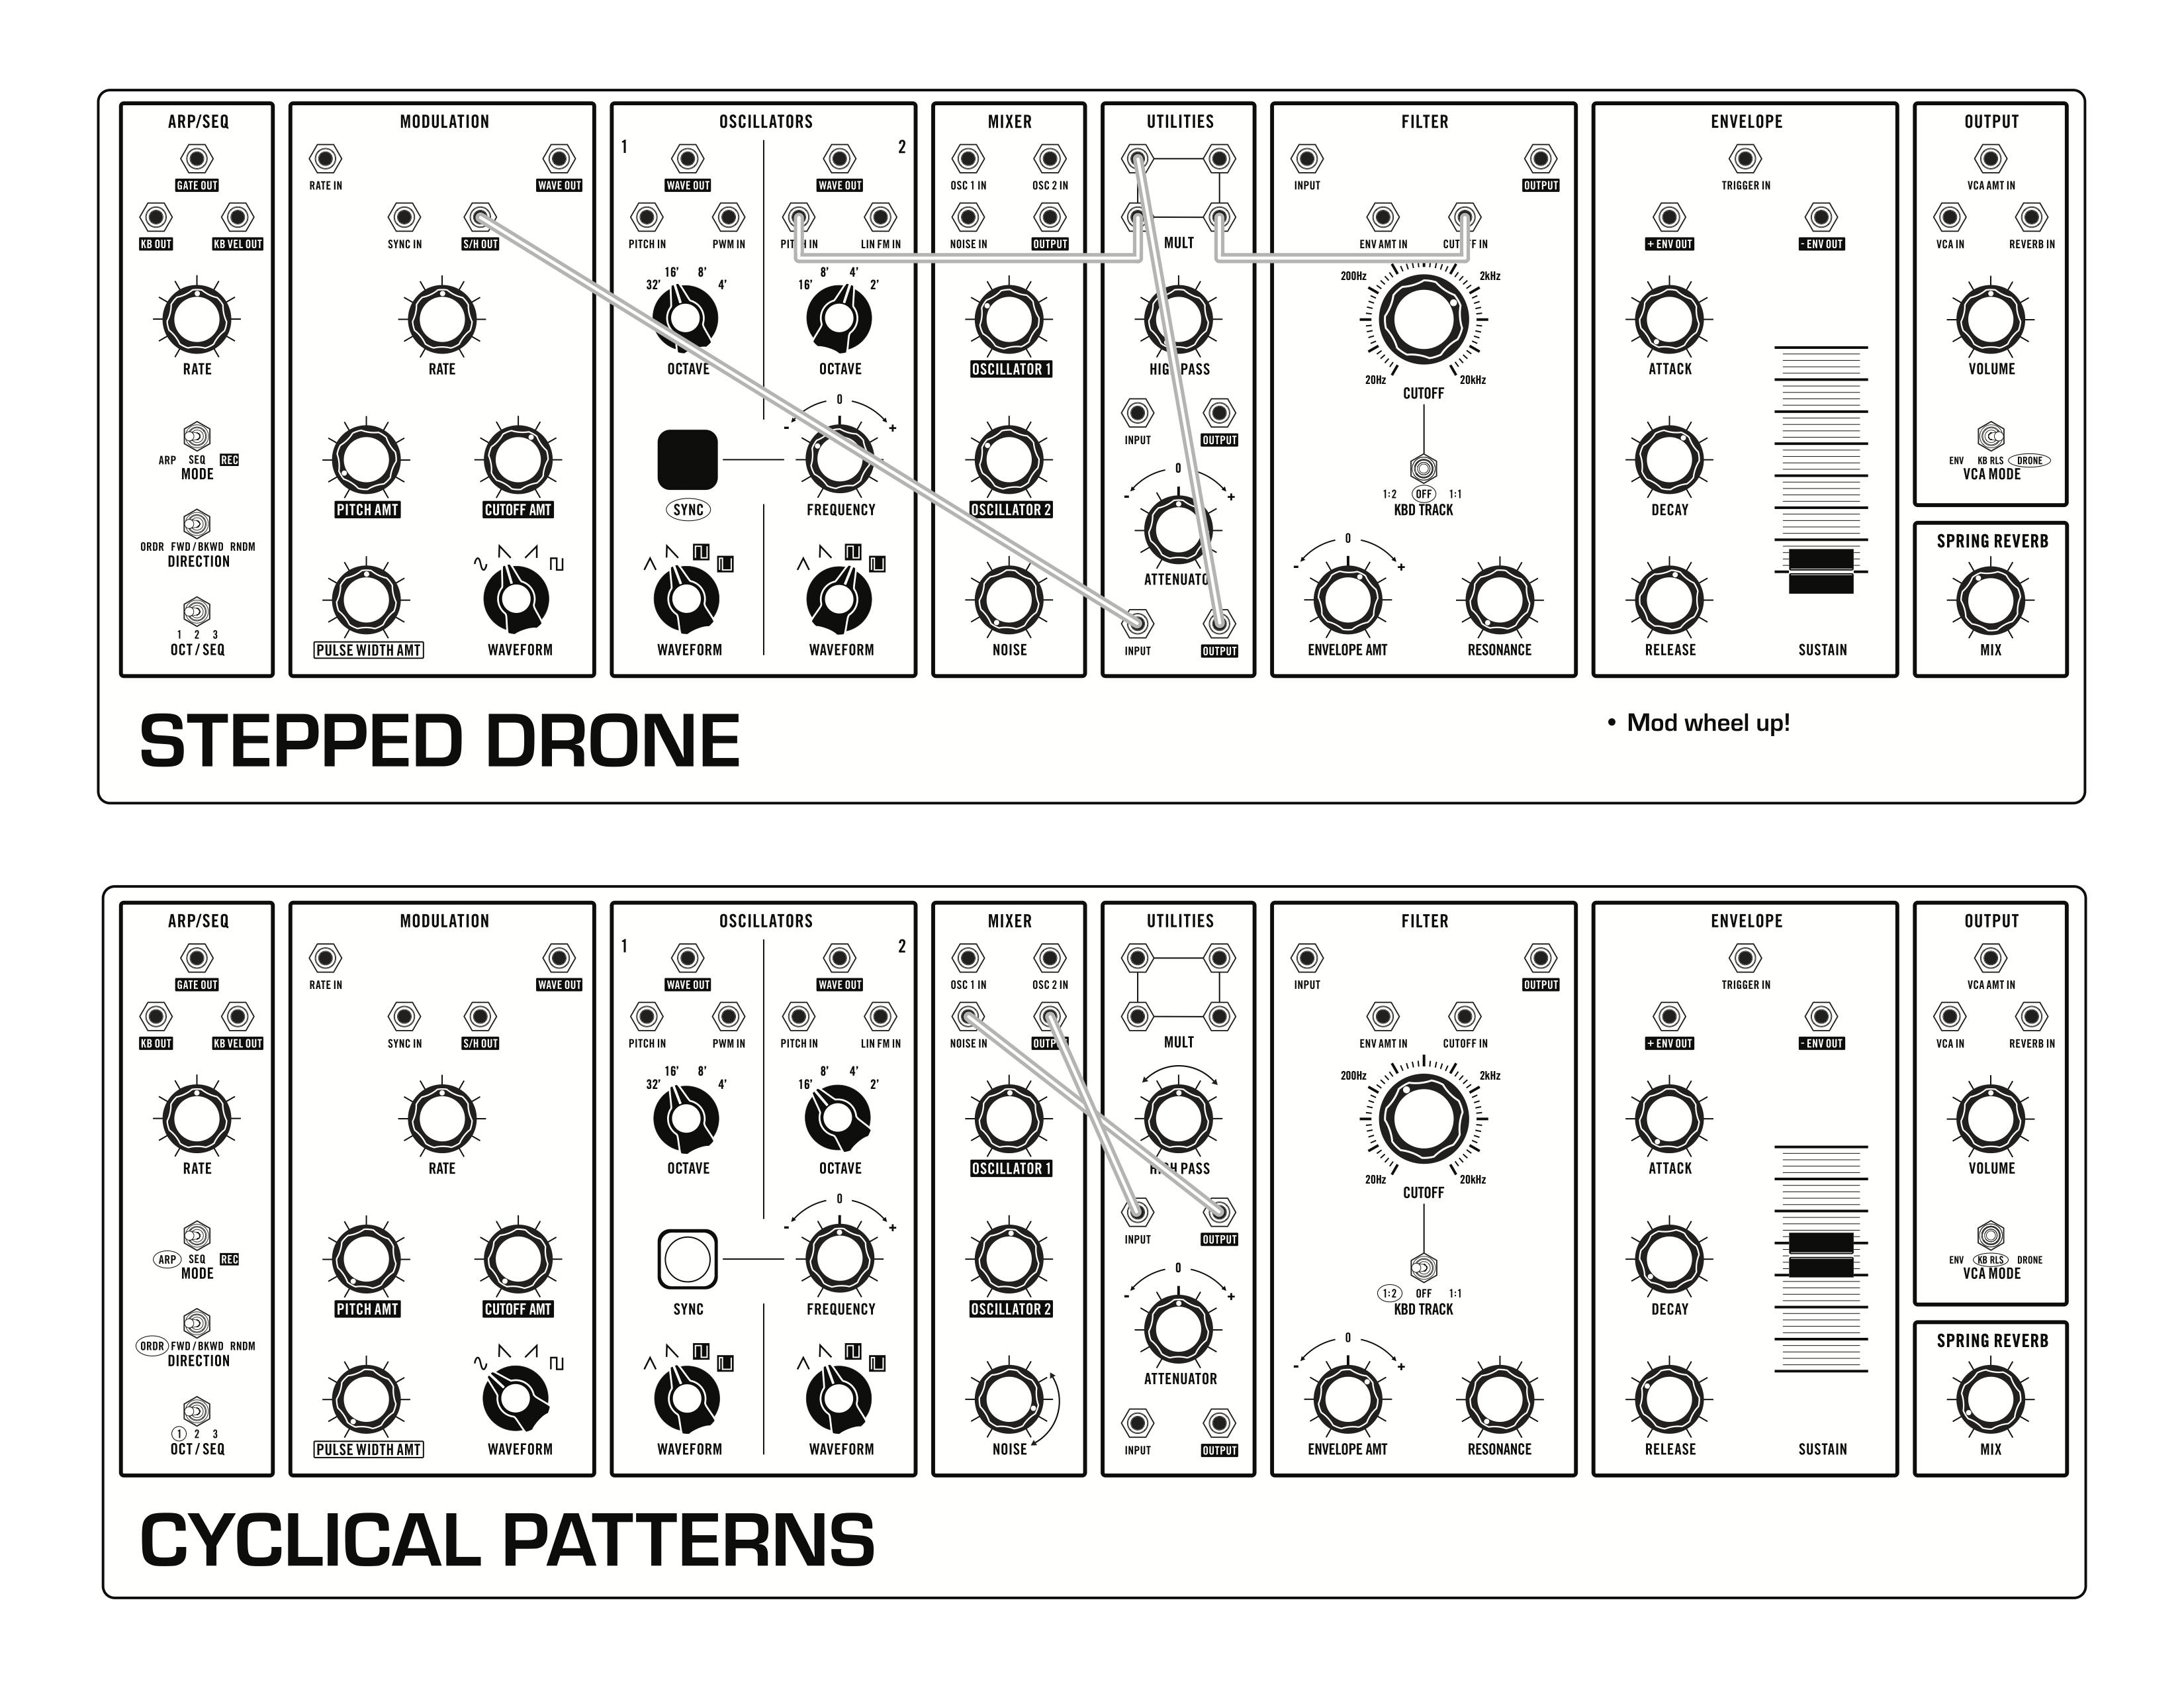 ARP/SEQ MODULATION OSCILLATORS MIXER UTILITIES FILTER ENVELOPE OUTPUT
1 2
GATE OUT RATE IN WAVE OUT WAVE OUT WAVE OUT OSC 1 IN OSC 2 IN INPUT OUTPUT TRIGGER IN VCA AMT IN
KB OUT KB VEL OUT SYNC IN S/H OUT PITCH IN PWM IN PITCH IN LIN FM IN NOISE IN OUTPUT MULT ENV AMT IN CUTOFF IN + ENV OUT - ENV OUT VCA IN REVERB IN
32' 16' 8' 4' 16' 8' 4' 2' 200Hz 2kHz
RATE RATE OCTAVE OCTAVE OSCILLATOR 1 HIGH PASS 20Hz 20kHz ATTACK VOLUME
CUTOFF
- 0 +
INPUT OUTPUT
ARP SEQ REC ENV KB RLS DRONE
MODE VCA MODE
- 0 +
1:2 OFF 1:1
PITCH AMT CUTOFF AMT SYNC FREQUENCY OSCILLATOR 2 KBD TRACK DECAY
ORDR FWD/BKWD RNDM SPRING REVERB
DIRECTION
- 0 +
ATTENUATOR
1 2 3
OCT/SEQ PULSE WIDTH AMT WAVEFORM WAVEFORM WAVEFORM NOISE INPUT OUTPUT ENVELOPE AMT RESONANCE RELEASE SUSTAIN MIX
STEPPED DRONE
• Mod wheel up!
ARP/SEQ MODULATION OSCILLATORS MIXER UTILITIES FILTER ENVELOPE OUTPUT
1 2
GATE OUT RATE IN WAVE OUT WAVE OUT WAVE OUT OSC 1 IN OSC 2 IN INPUT OUTPUT TRIGGER IN VCA AMT IN
KB OUT KB VEL OUT SYNC IN S/H OUT PITCH IN PWM IN PITCH IN LIN FM IN NOISE IN OUTPUT MULT ENV AMT IN CUTOFF IN + ENV OUT - ENV OUT VCA IN REVERB IN
32' 16' 8' 4' 16' 8' 4' 2' 200Hz 2kHz
RATE RATE OCTAVE OCTAVE OSCILLATOR 1 HIGH PASS 20Hz 20kHz ATTACK VOLUME
CUTOFF
- 0 +
INPUT OUTPUT
ARP SEQ REC ENV KB RLS DRONE
MODE VCA MODE
- 0 +
1:2 OFF 1:1
PITCH AMT CUTOFF AMT SYNC FREQUENCY OSCILLATOR 2 KBD TRACK DECAY
ORDR FWD/BKWD RNDM SPRING REVERB
DIRECTION
- 0 +
ATTENUATOR
1 2 3
OCT/SEQ PULSE WIDTH AMT WAVEFORM WAVEFORM WAVEFORM NOISE INPUT OUTPUT ENVELOPE AMT RESONANCE RELEASE SUSTAIN MIX
CYCLICAL PATTERNS